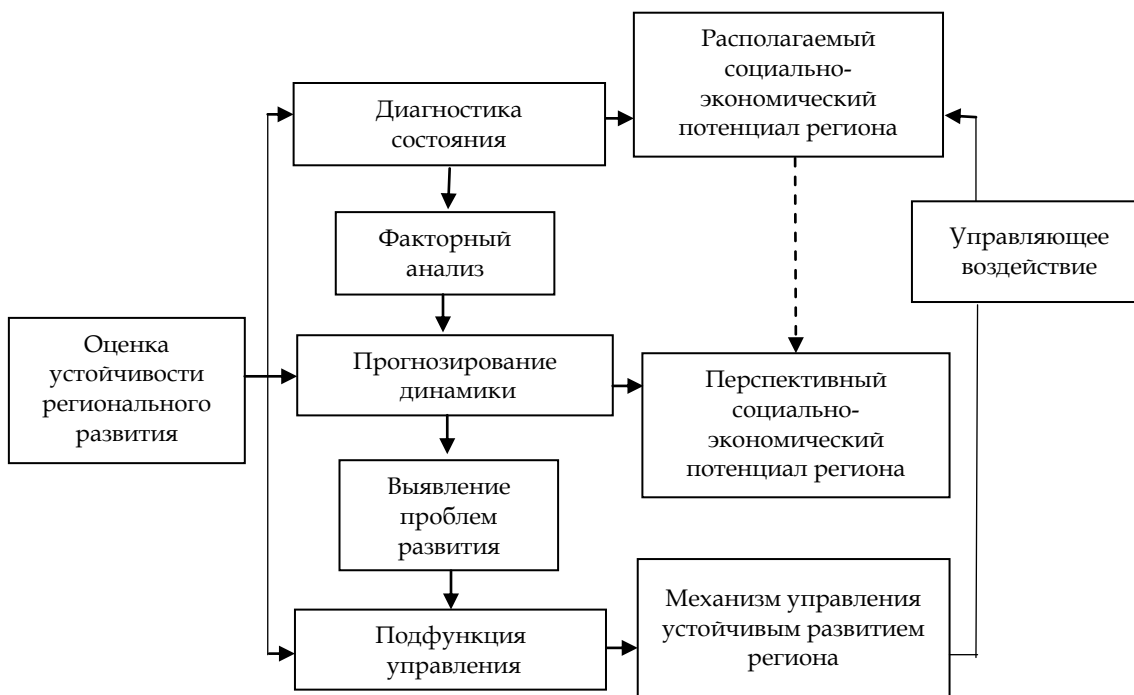 Располагаемый
социально-
экономический
потенциал региона
Диагностика
состояния
Управляющее
воздействие
Факторный
анализ
Оценка
устойчивости
регионального
развития
Прогнозирование
динамики
Перспективный
социально-
экономический
потенциал региона
Выявление
проблем
развития
Подфункция
управления
Механизм управления
устойчивым развитием
региона